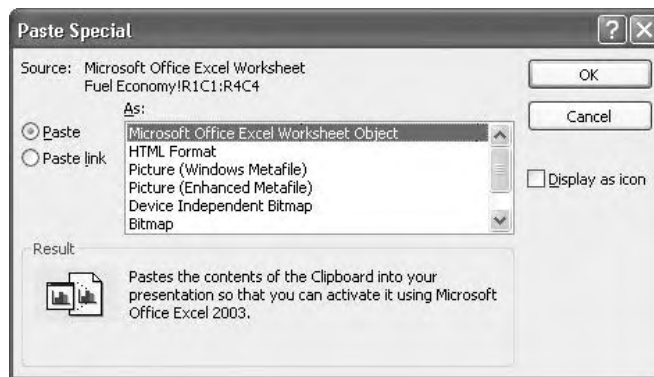 Paste Special
Source: Microsoft Office Excel Worksheet
Fuel Economy!R1C1:R4C4
As:
Paste
Paste link
Microsoft Office Excel Worksheet Object
HTML Format
Picture (Windows Metafile)
Picture (Enhanced Metafile)
Device Independent Bitmap
Bitmap
OK
Cancel
Display as icon
Result
Pastes the contents of the Clipboard into your
presentation so that you can activate it using Microsoft
Office Excel 2003.